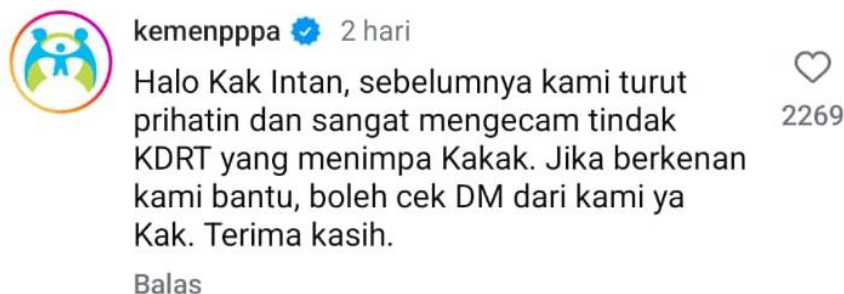 kemenpppa 2 hari
Halo Kak Intan, sebelumnya kami turut
prihatin dan sangat mengecam tindak
KDRT yang menimpa Kakak. Jika berkenan
kami bantu, boleh cek DM dari kami ya
Kak. Terima kasih.
2269
Balas